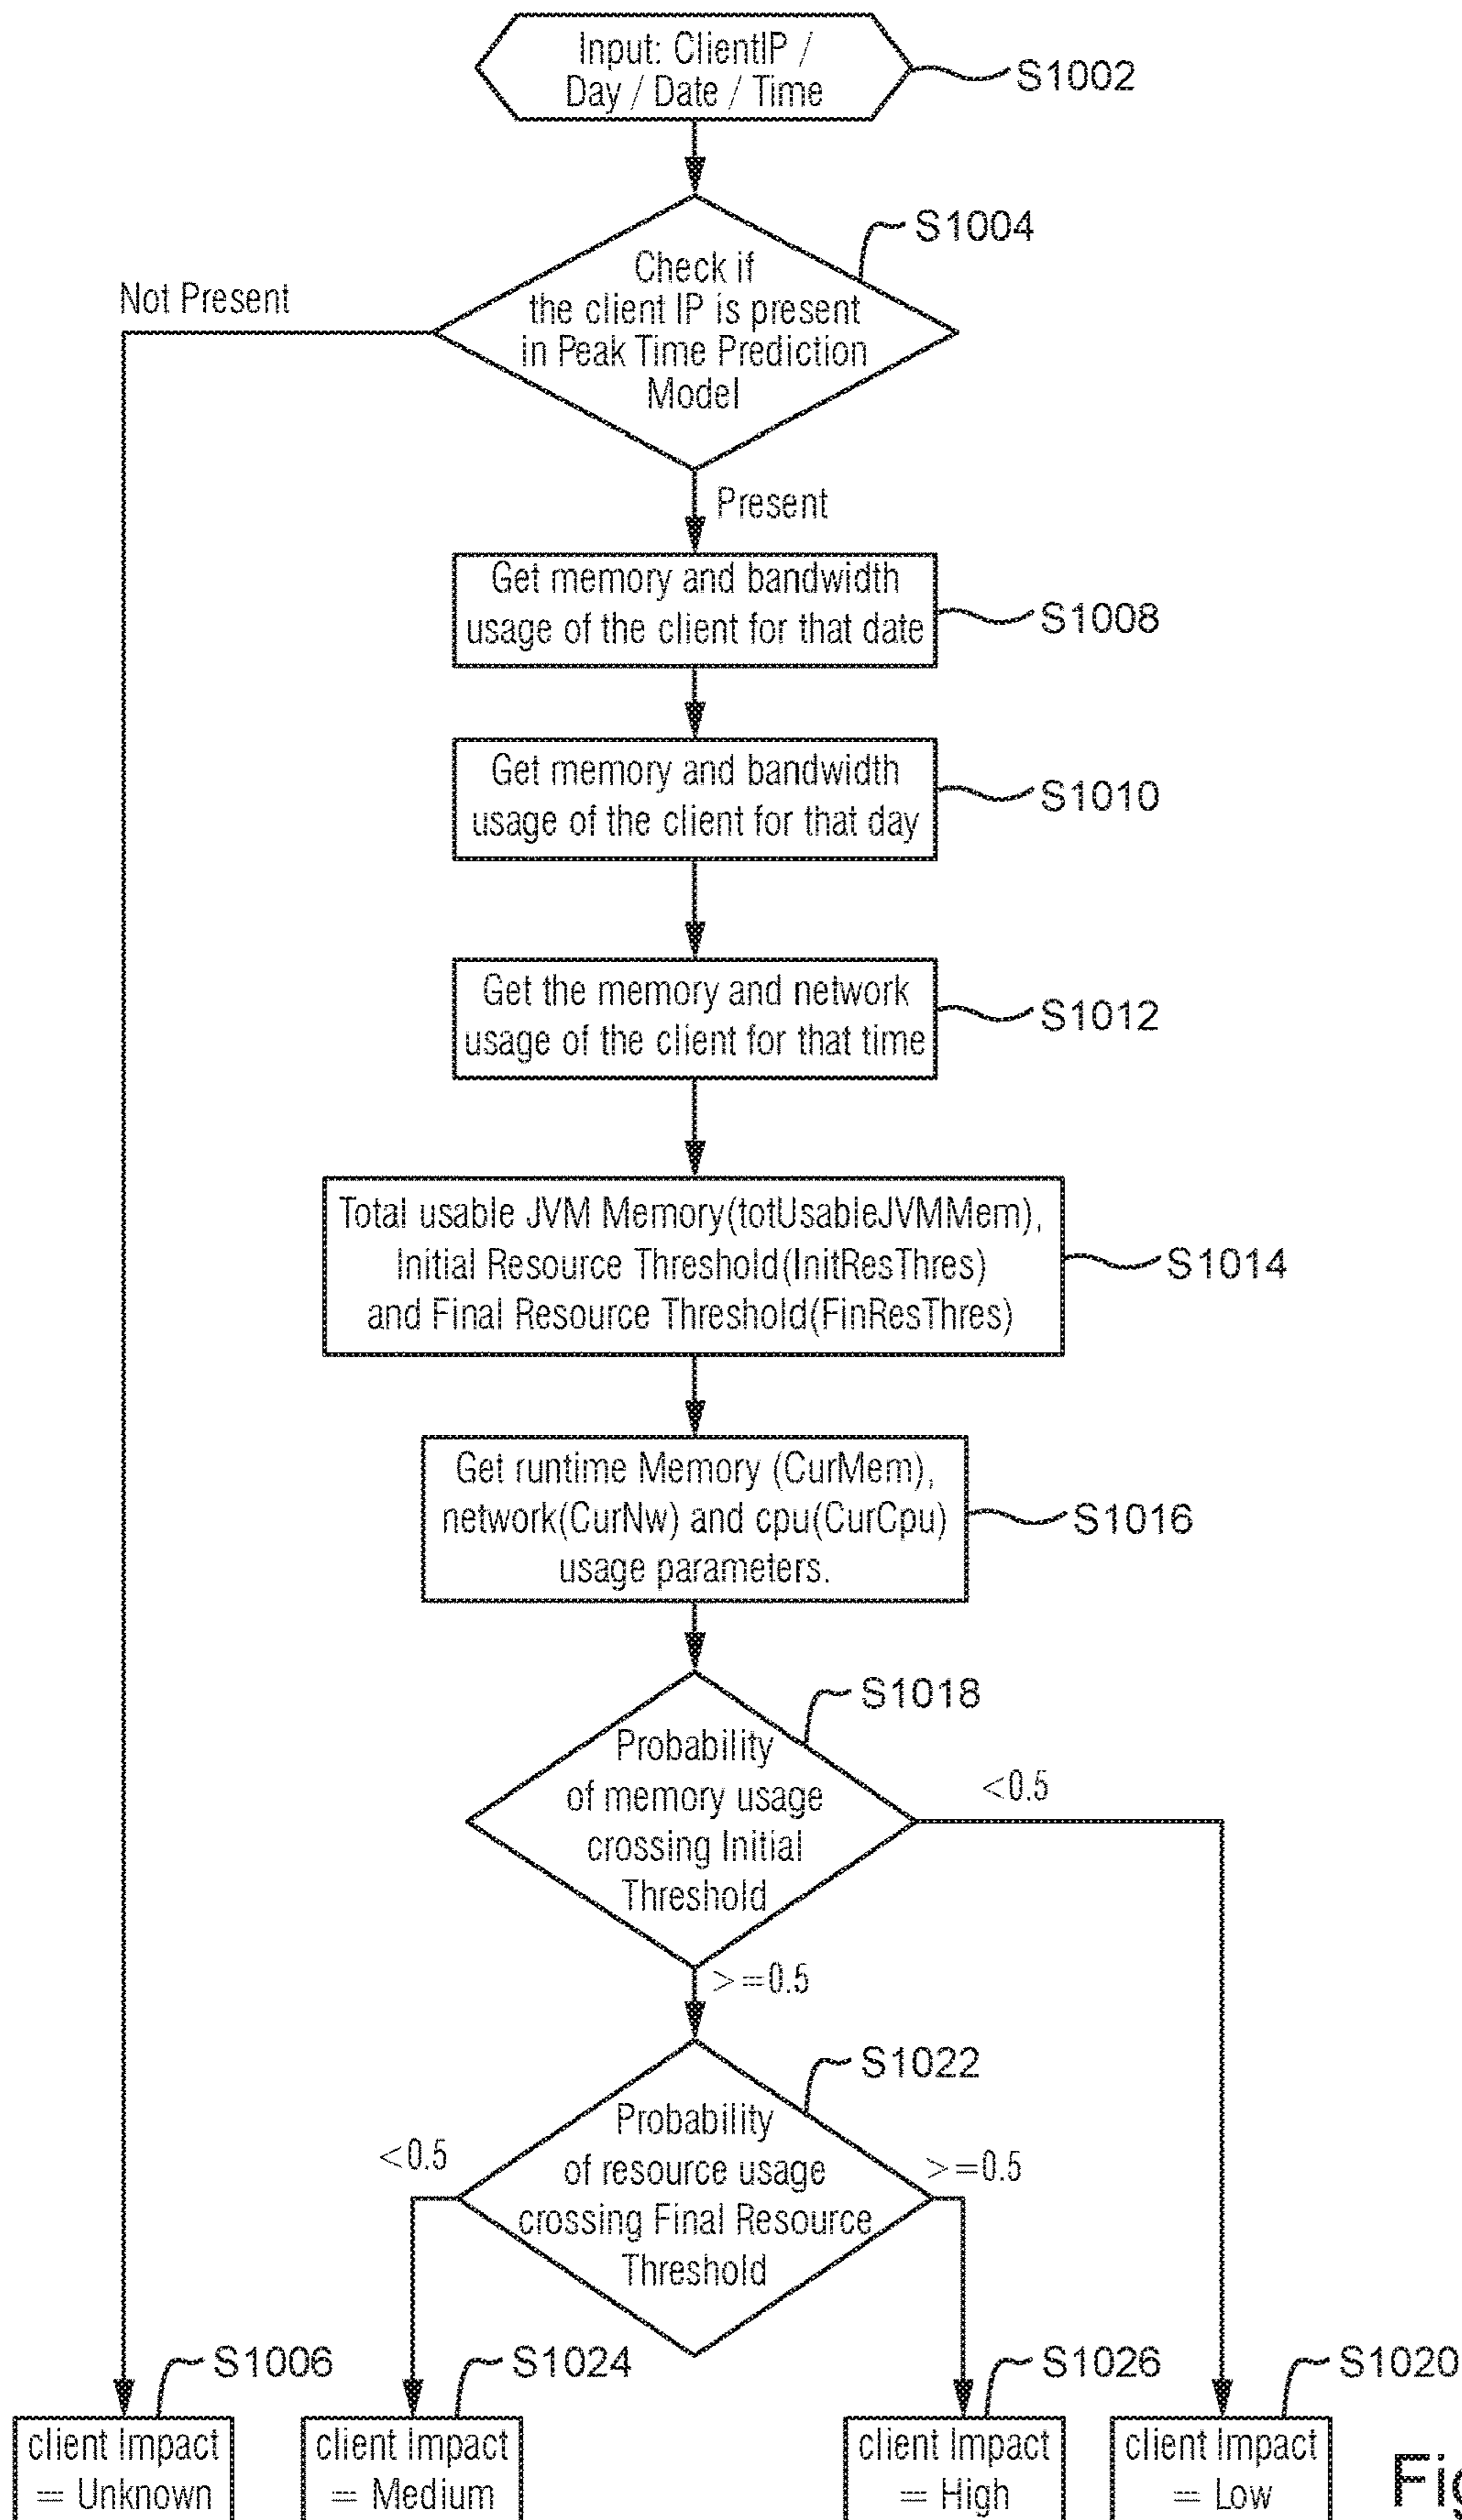 Input: ClientIP /
Day / Date / Time
S1002
S1004
Check if
the client IP is present
in Peak Time Prediction
Model
Not Present
Present
Get memory and bandwidth
usage of the client for that date
S1008
Get memory and bandwidth
usage of the client for that day
S1010
Get the memory and network
usage of the client for that time
S1012
Total usable JVM Memory(totUsableJVMMem),
Initial Resource Threshold(InitResThres)
and Final Resource Threshold(FinResThres)
S1014
Get runtime Memory (CurMem),
network(CurNw) and cpu(CurCpu)
usage parameters.
S1016
S1018
Probability
of memory usage
crossing Initial
Threshold
<0.5
>=0.5
S1022
Probability
of resource usage
crossing Final Resource
Threshold
<0.5
>=0.5
S1006
client Impact
= Unknown
S1024
client Impact
= Medium
S1026
client Impact
= High
S1020
client Impact
= Low